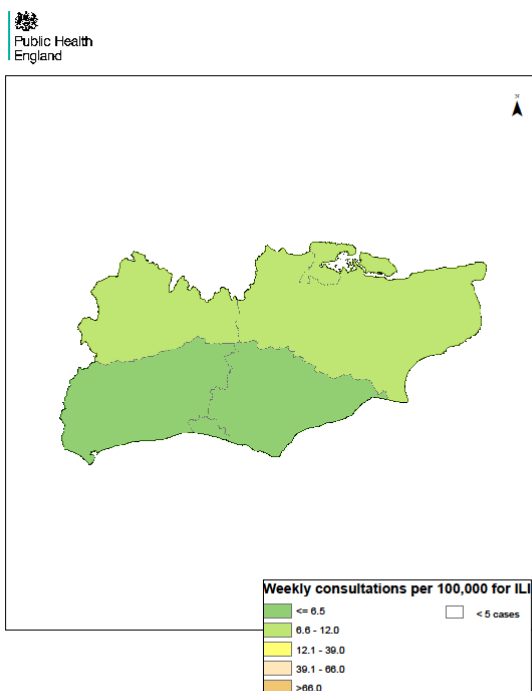 Public Health
England
N
Weekly consultations per 100,000 for ILI
<= 6.5
< 5 cases
6.6 - 12.0
12.1 - 39.0
39.1 - 66.0
>66.0